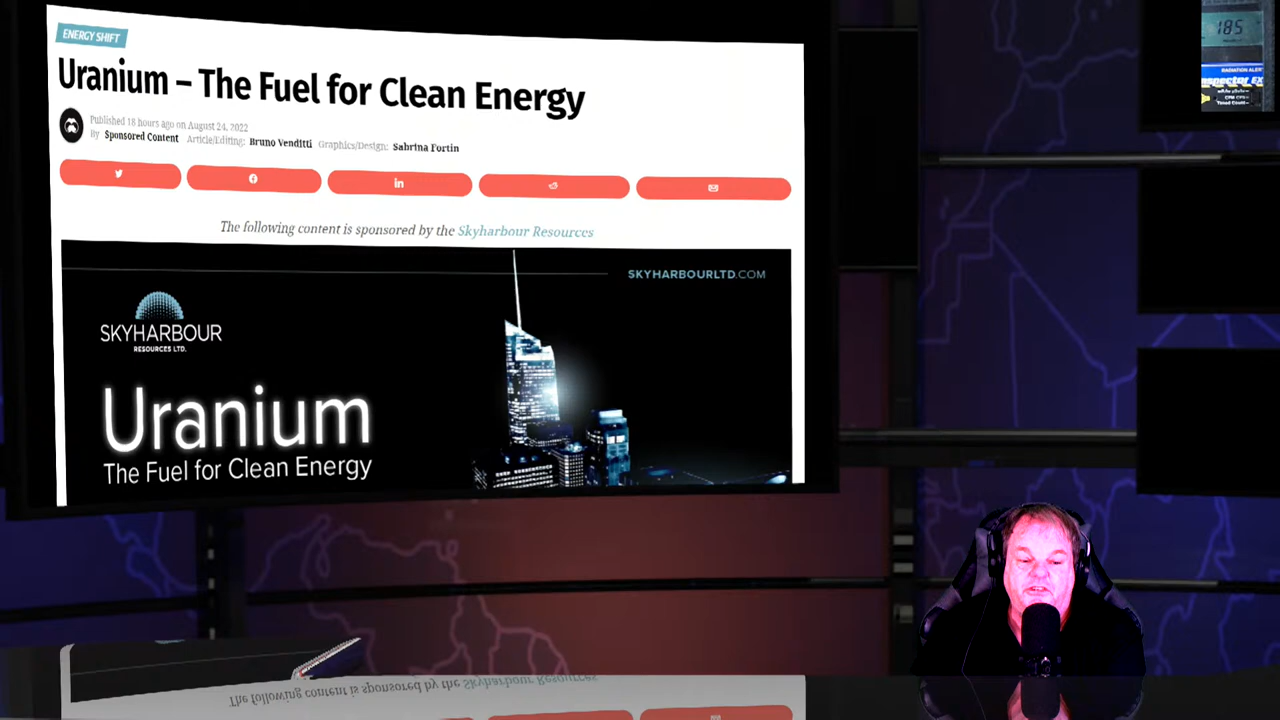 ENERGY SHIFT
Uranium – The Fuel for Clean Energy
Published 18 hours ago on August 24, 2022
By Sponsored Content Article/Editing: Bruno Venditti Graphics/Design: Sabrina Fortin
The following content is sponsored by the Skyharbour Resources
SKYHARBOURLTD.COM
SKYHARBOUR
RESOURCES LTD.
Uranium
The Fuel for Clean Energy
185
RADIATION ALERT
The following content is sponsored by the Skyharbour Resources